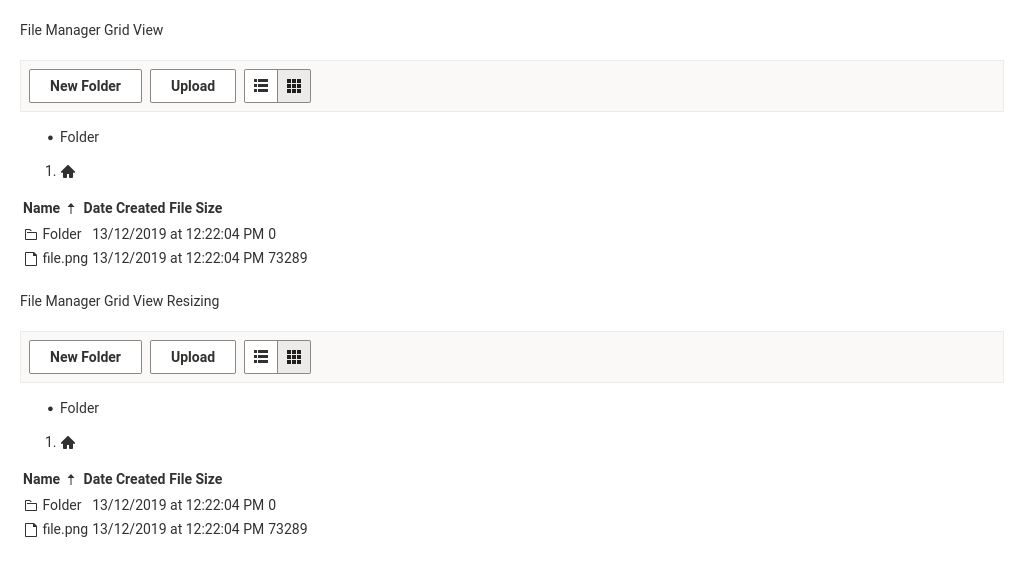 File Manager Grid View
New Folder Upload
• Folder
1.
Name ↑ Date Created File Size
Folder 13/12/2019 at 12:22:04 PM 0
file.png 13/12/2019 at 12:22:04 PM 73289
File Manager Grid View Resizing
New Folder Upload
• Folder
1.
Name ↑ Date Created File Size
Folder 13/12/2019 at 12:22:04 PM 0
file.png 13/12/2019 at 12:22:04 PM 73289